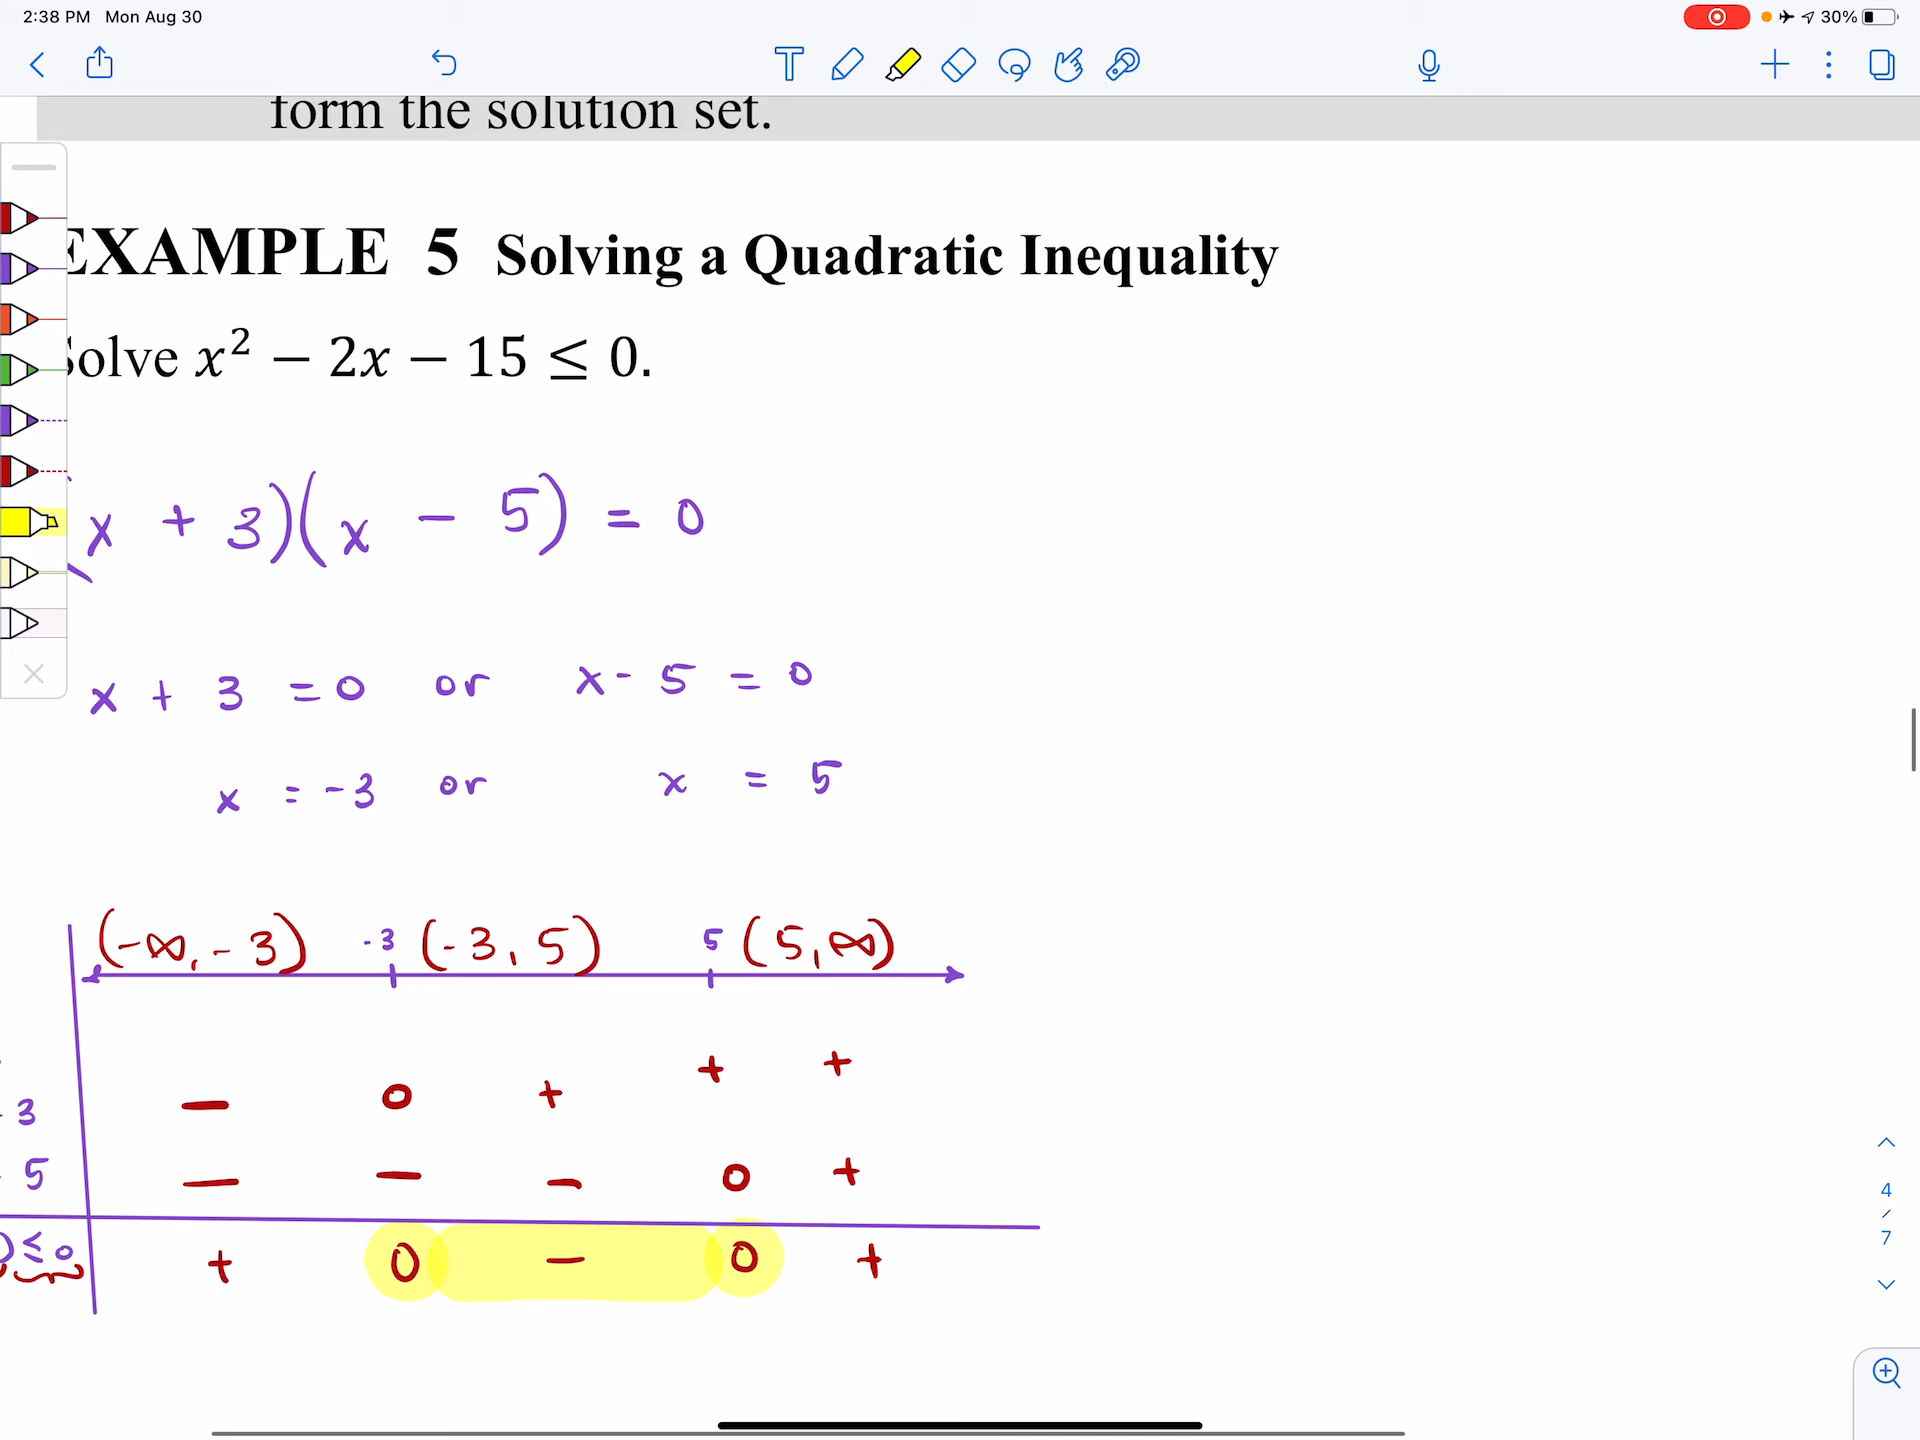 2:38 PM Mon Aug 30
30%
form the solution set.
EXAMPLE 5 Solving a Quadratic Inequality
Solve x² − 2x − 15 ≤ 0.
(x + 3)(x − 5) = 0
x + 3 = 0 or x - 5 = 0
x = -3 or x = 5
(-∞, -3) -3 (-3, 5) 5 (5, ∞)
3 − 0 + + +
5 − − − 0 +
) ≤ 0 + 0 − 0 +
4
/
7